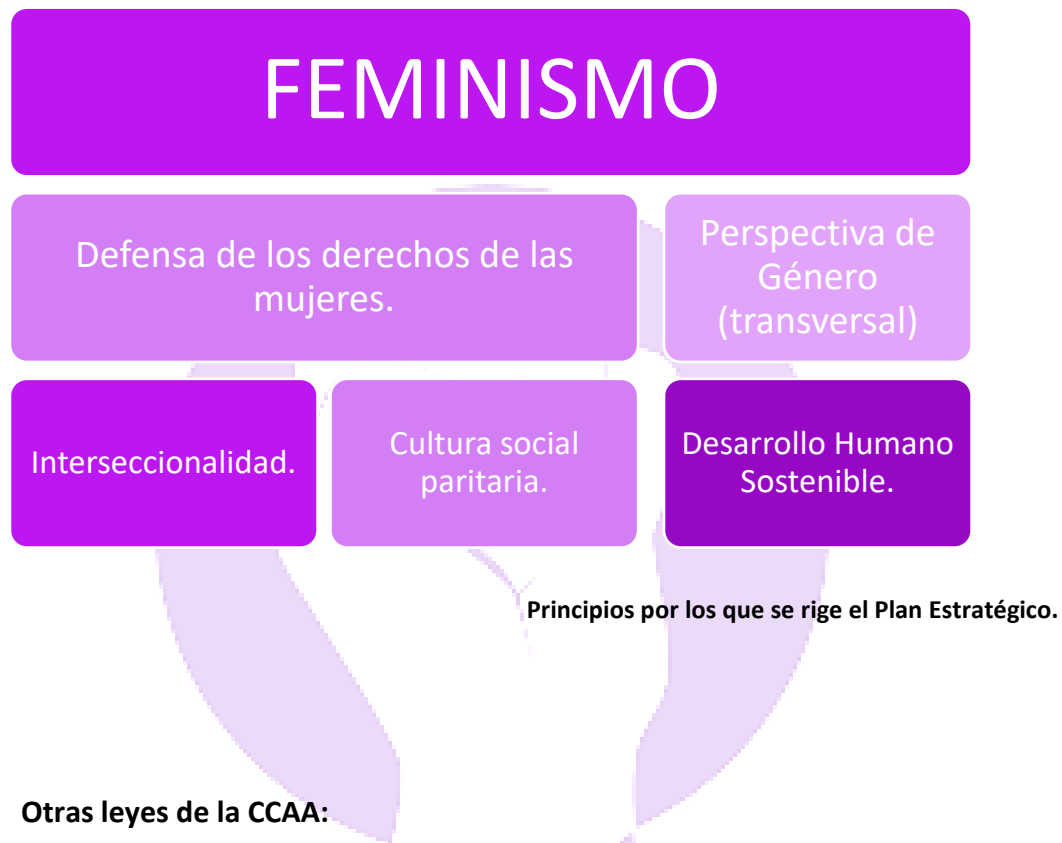 FEMINISMO
Defensa de los derechos de las
mujeres.
Perspectiva de
Género
(transversal)
Interseccionalidad.
Cultura social
paritaria.
Desarrollo Humano
Sostenible.
Principios por los que se rige el Plan Estratégico.
Otras leyes de la CCAA: